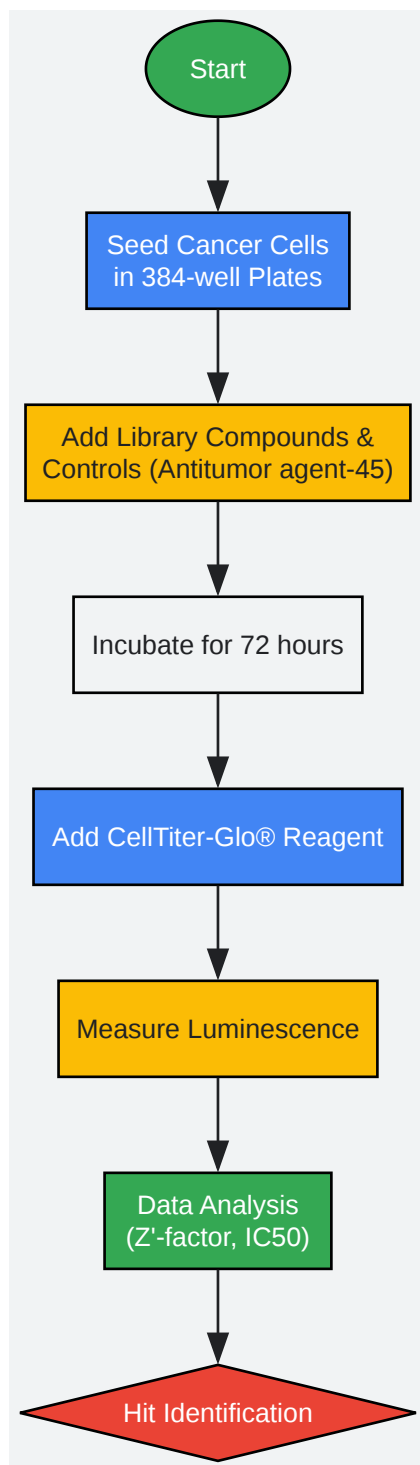 Start
Seed Cancer Cells
in 384-well Plates
Add Library Compounds &
Controls (Antitumor agent-45)
Incubate for 72 hours
Add CellTiter-Glo® Reagent
Measure Luminescence
Data Analysis
(Z'-factor, IC50)
Hit Identification